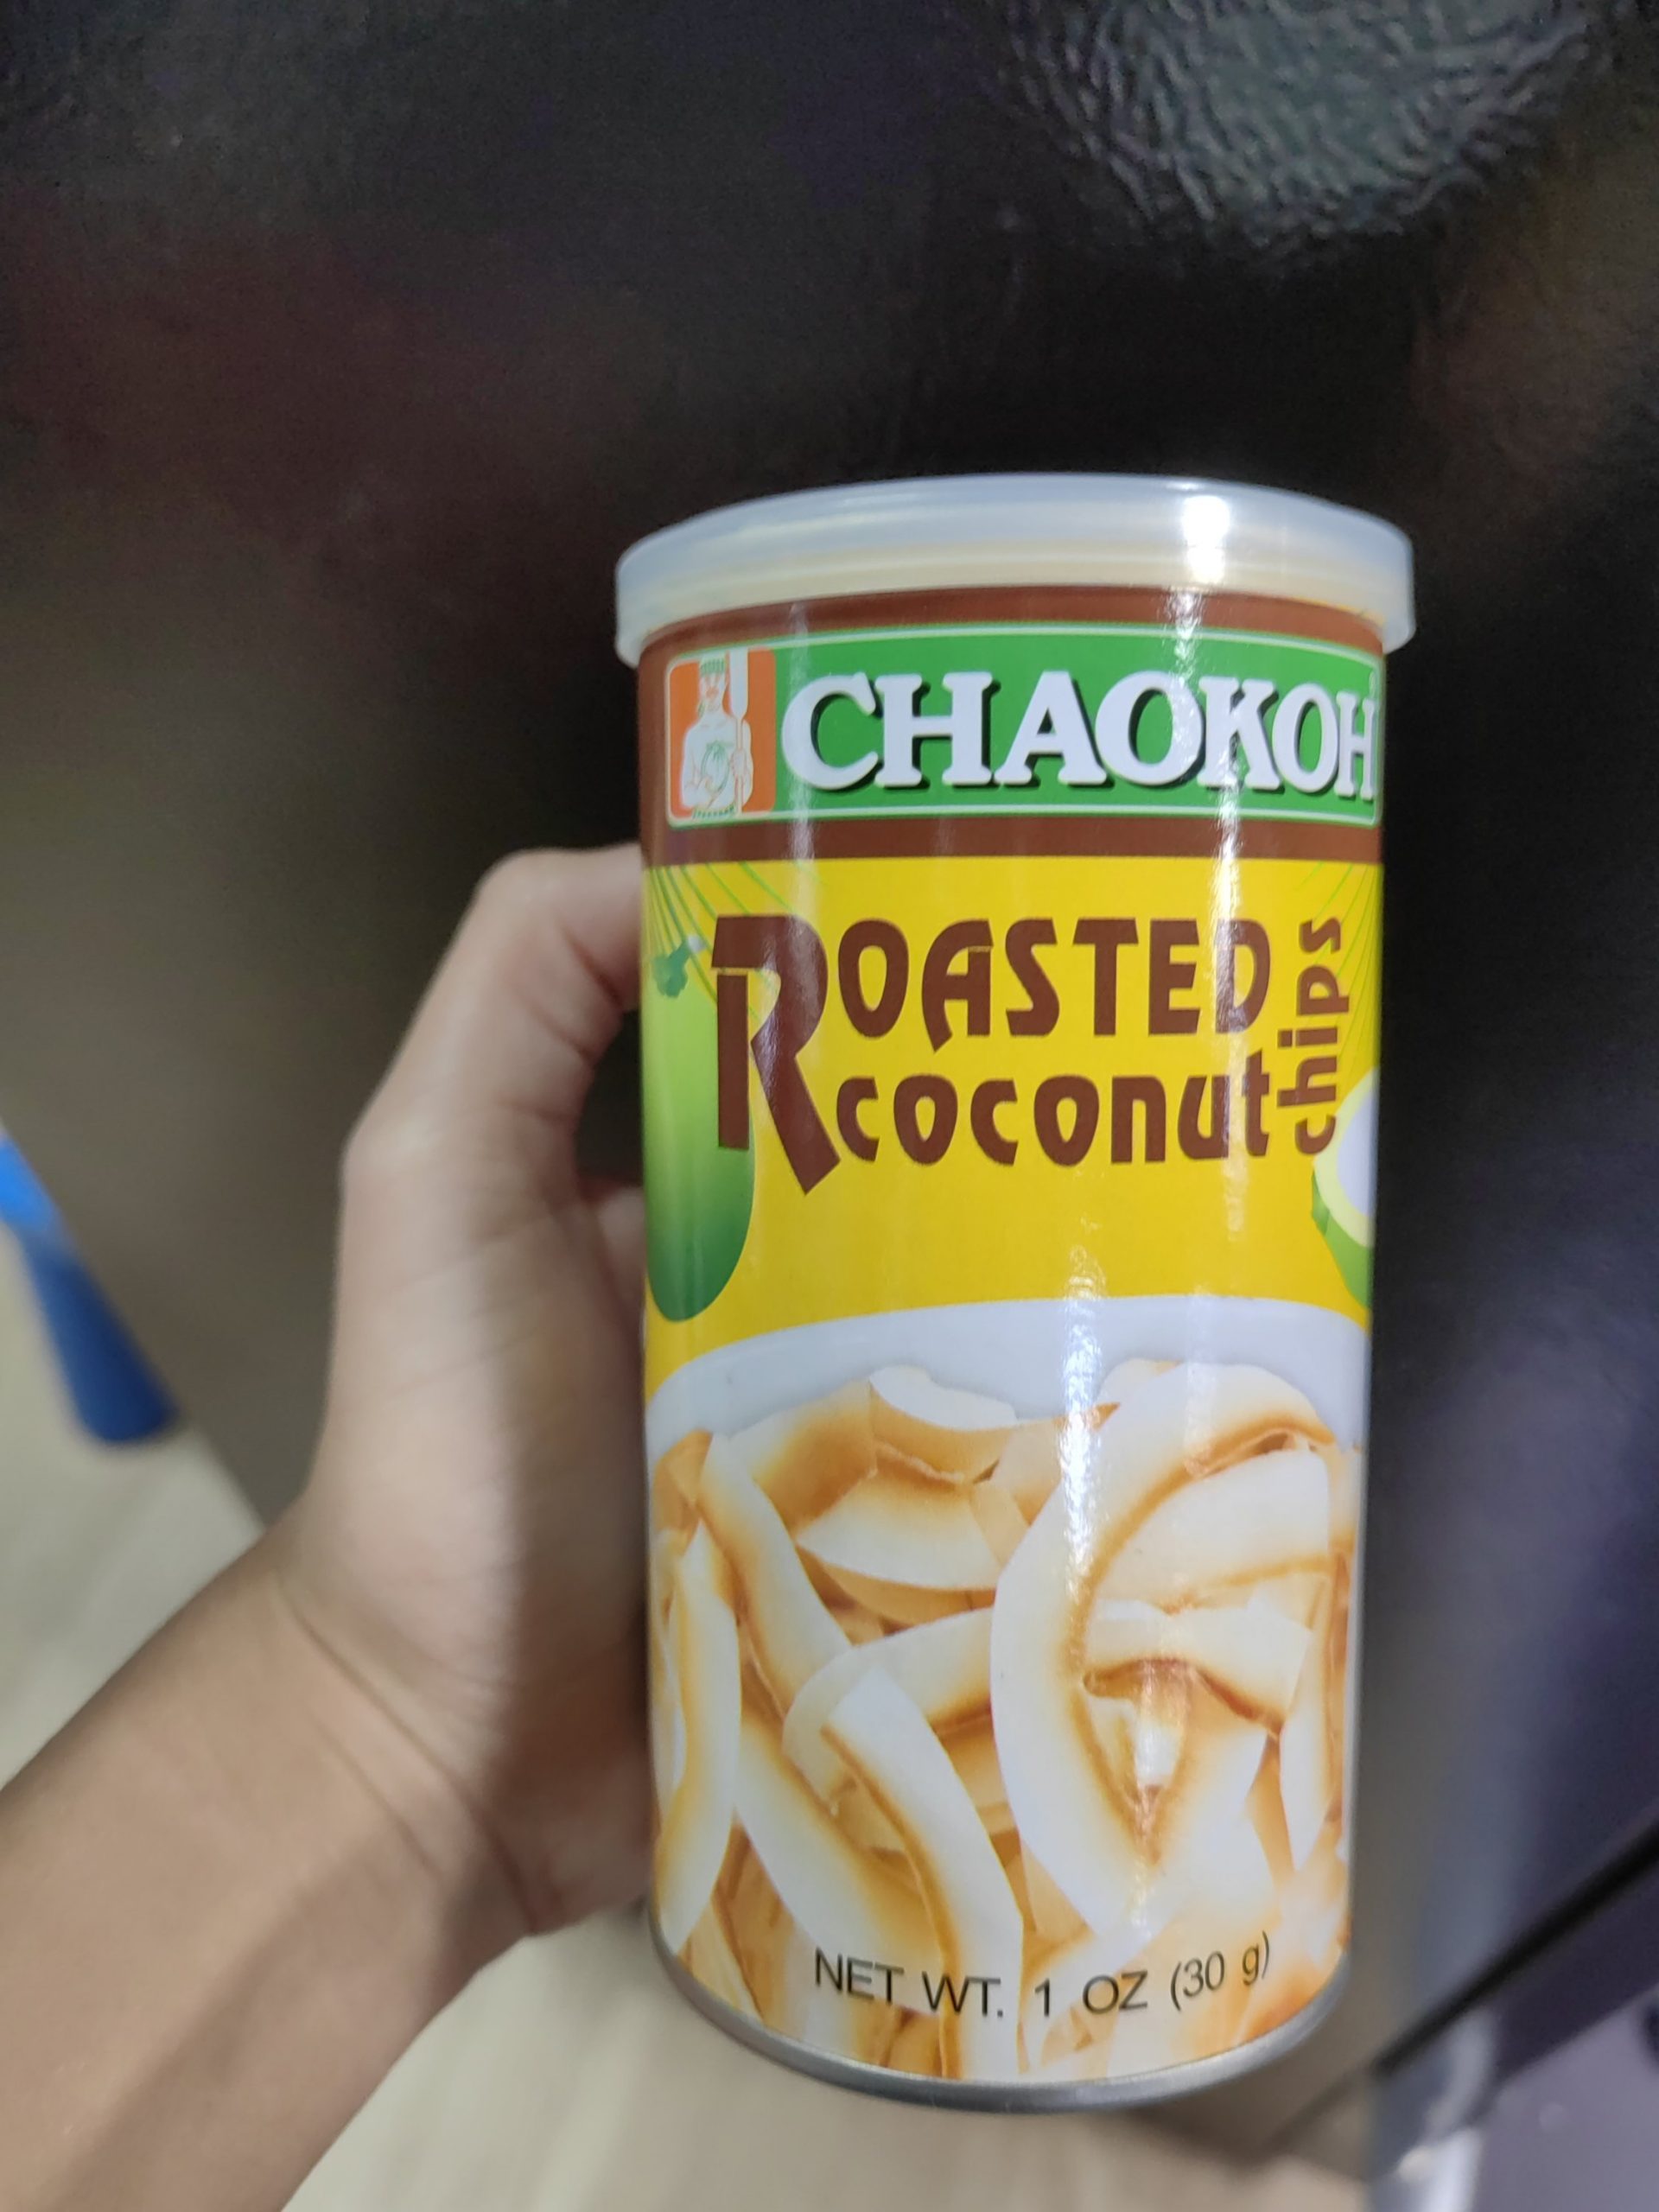 CHAOKOH
ROASTED
coconut
chips
NET WT. 1 OZ (30 g)